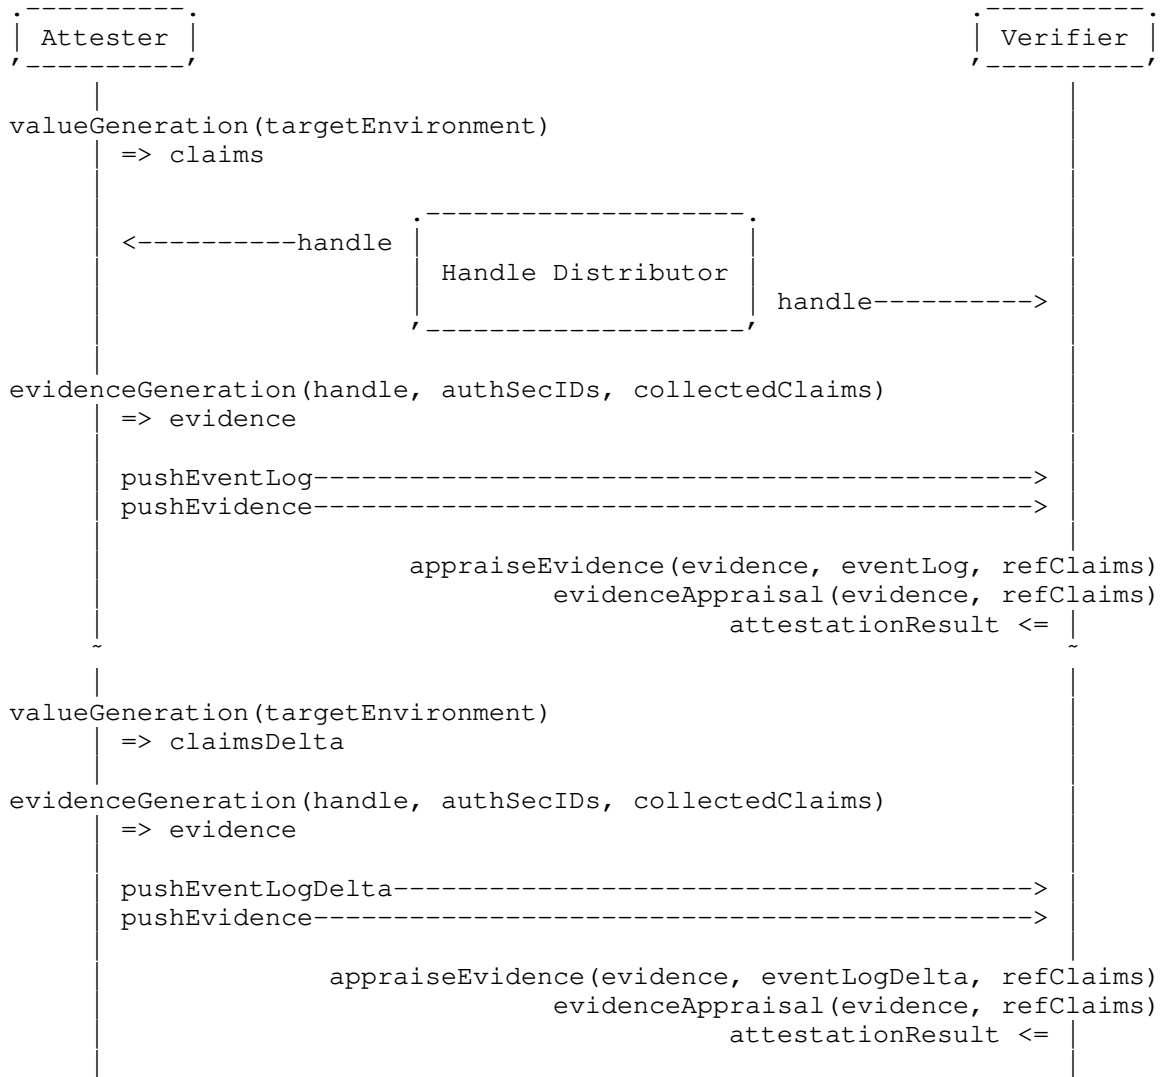 Attester Verifier
valueGeneration(targetEnvironment)
=> claims
<----------handle
Handle Distributor
handle---------->
evidenceGeneration(handle, authSecIDs, collectedClaims)
=> evidence
pushEventLog--------------------------------------------->
pushEvidence--------------------------------------------->
appraiseEvidence(evidence, eventLog, refClaims)
evidenceAppraisal(evidence, refClaims)
attestationResult <=
~ ~
valueGeneration(targetEnvironment)
=> claimsDelta
evidenceGeneration(handle, authSecIDs, collectedClaims)
=> evidence
pushEventLogDelta---------------------------------------->
pushEvidence--------------------------------------------->
appraiseEvidence(evidence, eventLogDelta, refClaims)
evidenceAppraisal(evidence, refClaims)
attestationResult <=